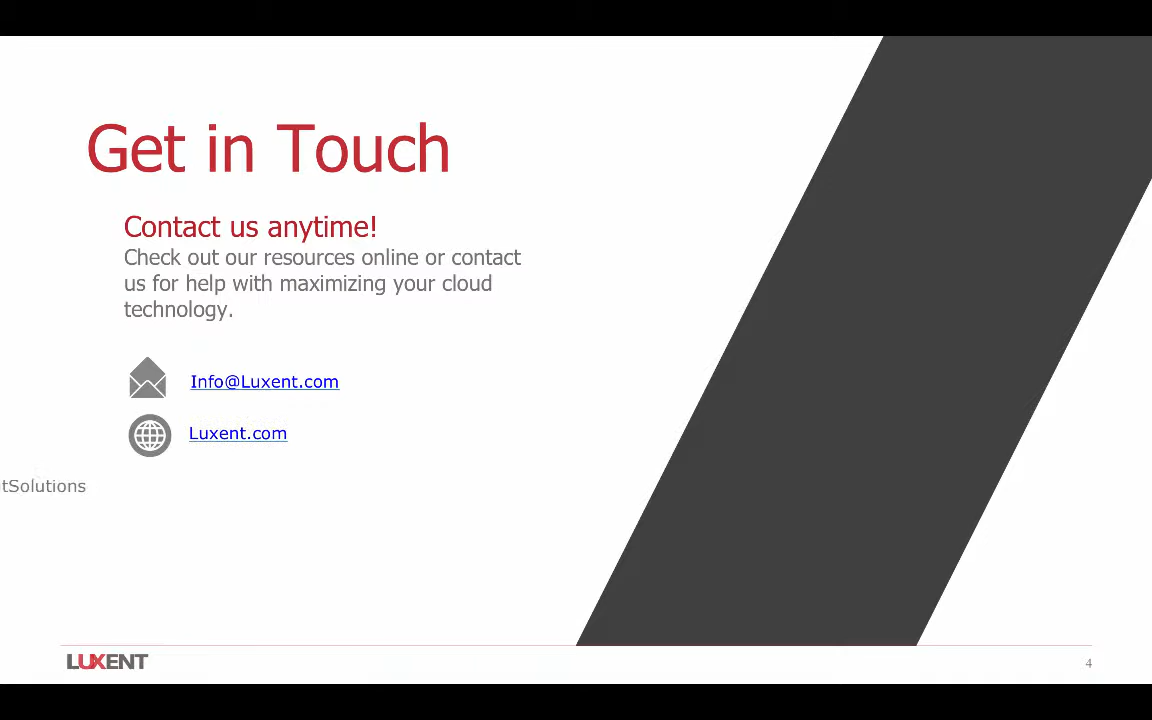 Get in Touch
Contact us anytime!
Check out our resources online or contact
us for help with maximizing your cloud
technology.
Info@Luxent.com
Luxent.com
tSolutions
LUXENT
4